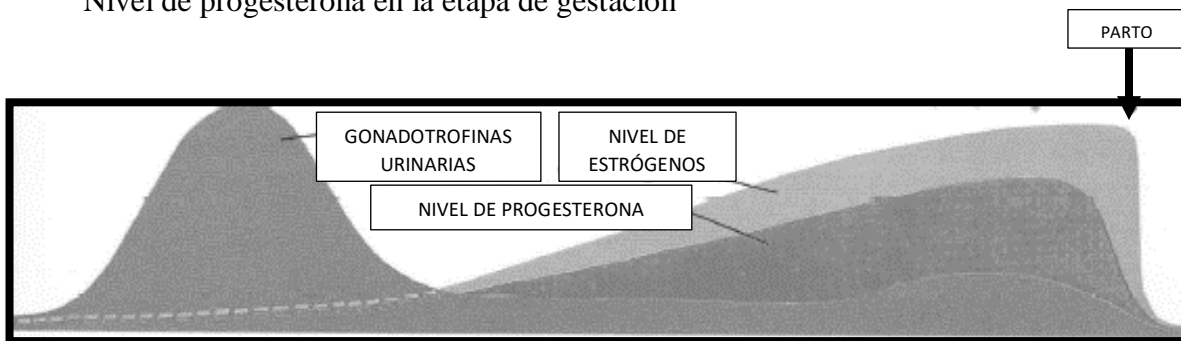 Nivel de progesterona en la etapa de gestación
PARTO
GONADOTROFINAS
URINARIAS
NIVEL DE
ESTRÓGENOS
NIVEL DE PROGESTERONA